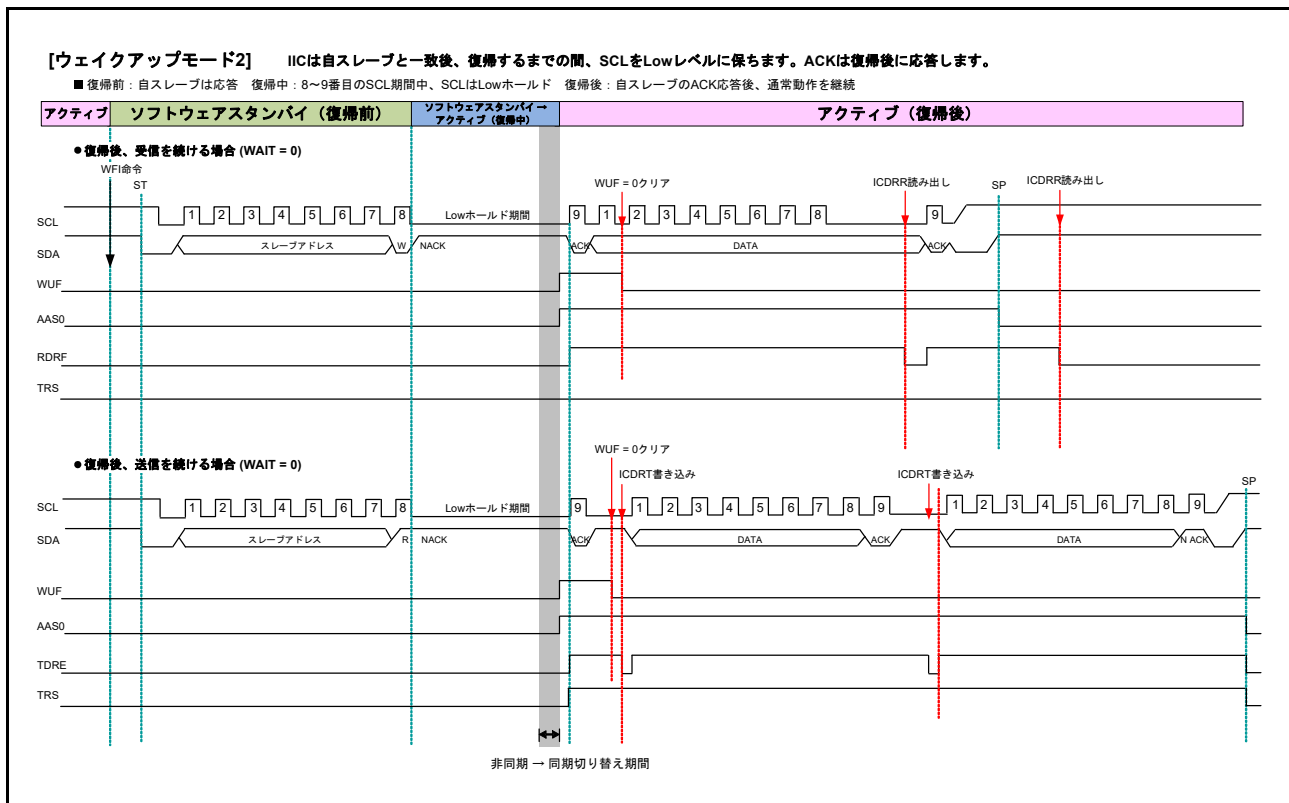 [ウェイクアップモード2] IICは自スレーブと一致後、復帰するまでの間、SCLをLowレベルに保ちます。ACKは復帰後に応答します。
■ 復帰前：自スレーブは応答 復帰中：8～9番目のSCL期間中、SCLはLowホールド 復帰後：自スレーブのACK応答後、通常動作を継続
アクティブ ソフトウェアスタンバイ（復帰前） ソフトウェアスタンバイ → アクティブ（復帰中） アクティブ（復帰後）
● 復帰後、受信を続ける場合 (WAIT = 0)
WFI命令
ST WUF = 0クリア ICDRR読み出し SP ICDRR読み出し
SCL 1 2 3 4 5 6 7 8 Lowホールド期間 9 1 2 3 4 5 6 7 8 9
SDA スレーブアドレス W NACK ACK DATA ACK
WUF
AAS0
RDRF
TRS
WUF = 0クリア
● 復帰後、送信を続ける場合 (WAIT = 0)
ICDRT書き込み ICDRT書き込み SP
SCL 1 2 3 4 5 6 7 8 Lowホールド期間 9 1 2 3 4 5 6 7 8 9 1 2 3 4 5 6 7 8 9
SDA スレーブアドレス R NACK ACK DATA ACK DATA N ACK
WUF
AAS0
TDRE
TRS
非同期 → 同期切り替え期間